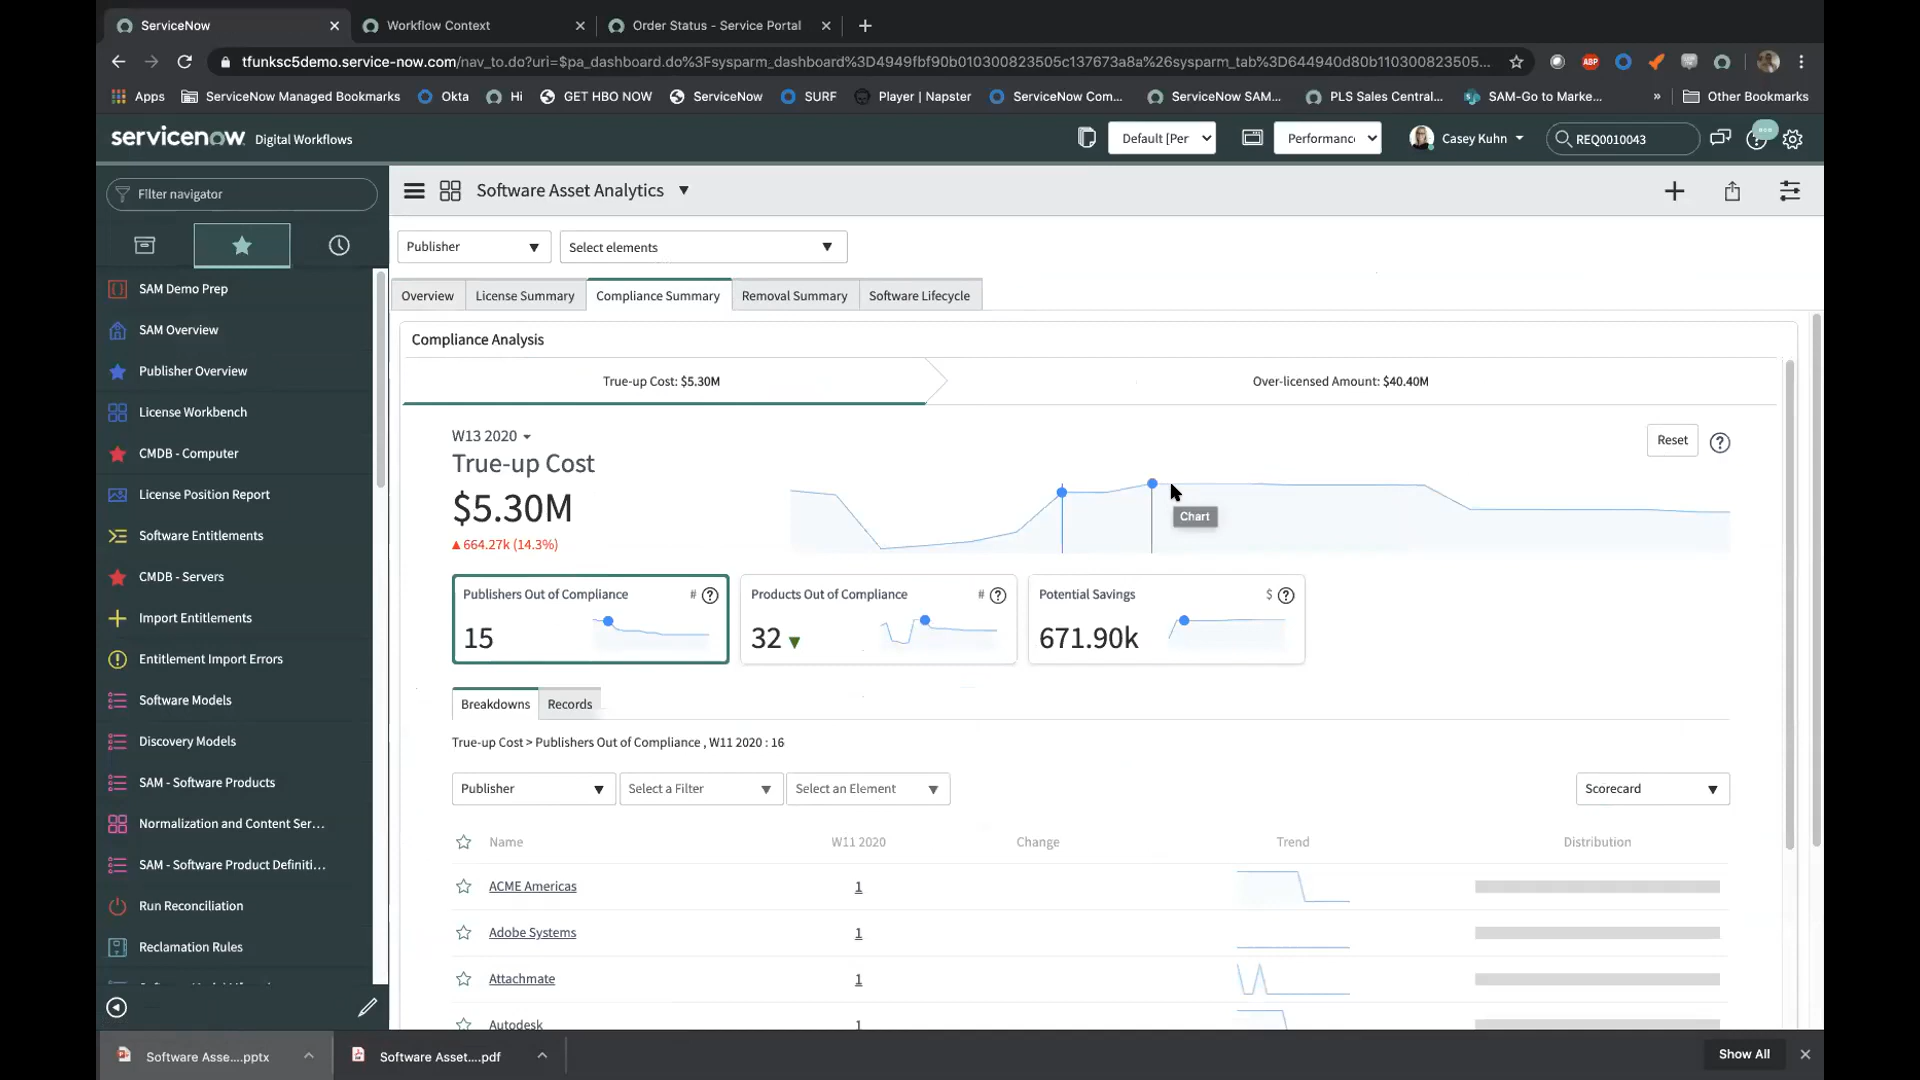 ServiceNow
Workflow Context
Order Status - Service Portal
tfunksc5demo.service-now.com/nav_to.do?uri=$pa_dashboard.do%3Fsysparm_dashboard%3D4949fbf90b010300823505c137673a8a%26sysparm_tab%3D644940d80b110300823505...
ABP
Apps
ServiceNow Managed Bookmarks
Okta
Hi
GET HBO NOW
ServiceNow
SURF
Player | Napster
ServiceNow Com...
ServiceNow SAM...
PLS Sales Central...
SAM-Go to Marke...
»
Other Bookmarks
servicenow Digital Workflows
Default [Per
Performanc
Casey Kuhn
REQ0010043
Filter navigator
SAM Demo Prep
SAM Overview
Publisher Overview
License Workbench
CMDB - Computer
License Position Report
Software Entitlements
CMDB - Servers
Import Entitlements
Entitlement Import Errors
Software Models
Discovery Models
SAM - Software Products
Normalization and Content Ser...
SAM - Software Product Definiti...
Run Reconciliation
Reclamation Rules
Software Asset Analytics
Publisher
Select elements
Overview
License Summary
Compliance Summary
Removal Summary
Software Lifecycle
Compliance Analysis
True-up Cost: $5.30M
Over-licensed Amount: $40.40M
W13 2020
True-up Cost
$5.30M
▲664.27k (14.3%)
Reset
Chart
Publishers Out of Compliance #
15
Products Out of Compliance #
32 ▼
Potential Savings $
671.90k
Breakdowns
Records
True-up Cost > Publishers Out of Compliance , W11 2020 : 16
Publisher
Select a Filter
Select an Element
Scorecard
Name W11 2020 Change Trend Distribution
ACME Americas 1
Adobe Systems 1
Attachmate 1
Autodesk 1
Software Asse....pptx
Software Asset....pdf
Show All